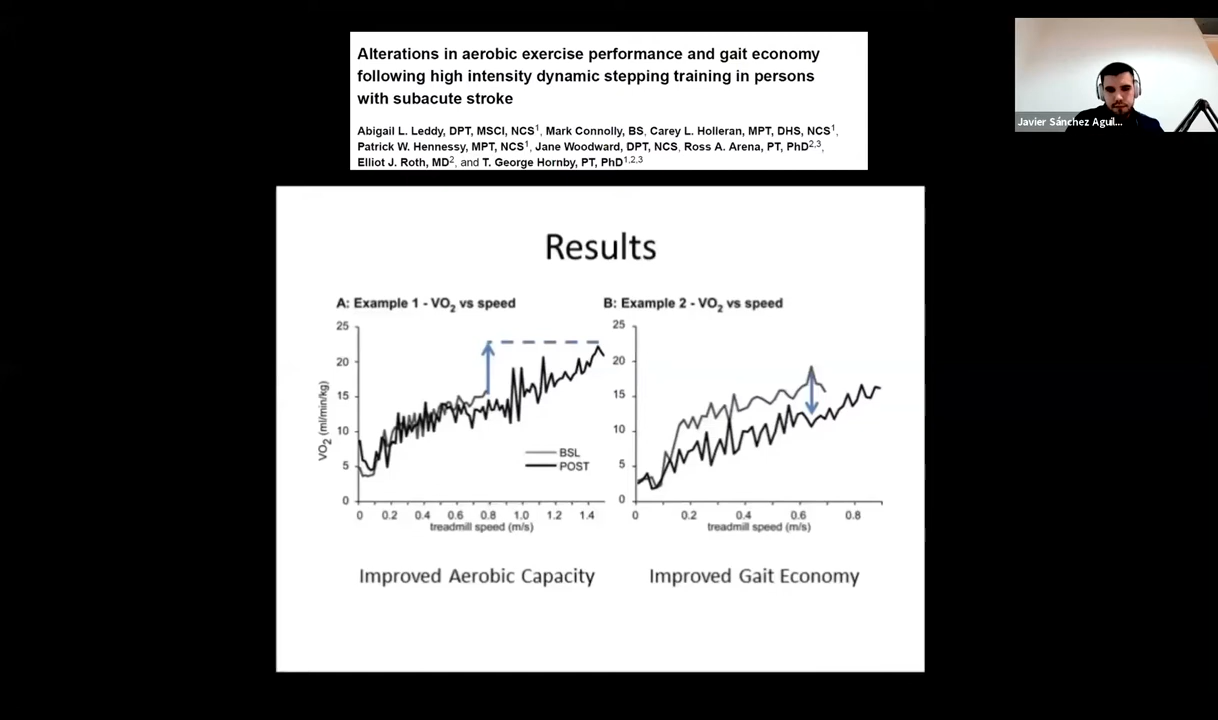 Alterations in aerobic exercise performance and gait economy
following high intensity dynamic stepping training in persons
with subacute stroke
Abigail L. Leddy, DPT, MSCI, NCS1, Mark Connolly, BS, Carey L. Holleran, MPT, DHS, NCS1,
Patrick W. Hennessy, MPT, NCS1, Jane Woodward, DPT, NCS, Ross A. Arena, PT, PhD2,3,
Elliot J. Roth, MD2, and T. George Hornby, PT, PhD1,2,3
Javier Sánchez Aguil...
Results
A: Example 1 - VO2 vs speed
25
20
15
10
5
0
VO2 (ml/min/kg)
BSL
POST
0 0.2 0.4 0.6 0.8 1.0 1.2 1.4
treadmill speed (m/s)
B: Example 2 - VO2 vs speed
25
20
15
10
5
0
0 0.2 0.4 0.6 0.8
treadmill speed (m/s)
Improved Aerobic Capacity
Improved Gait Economy